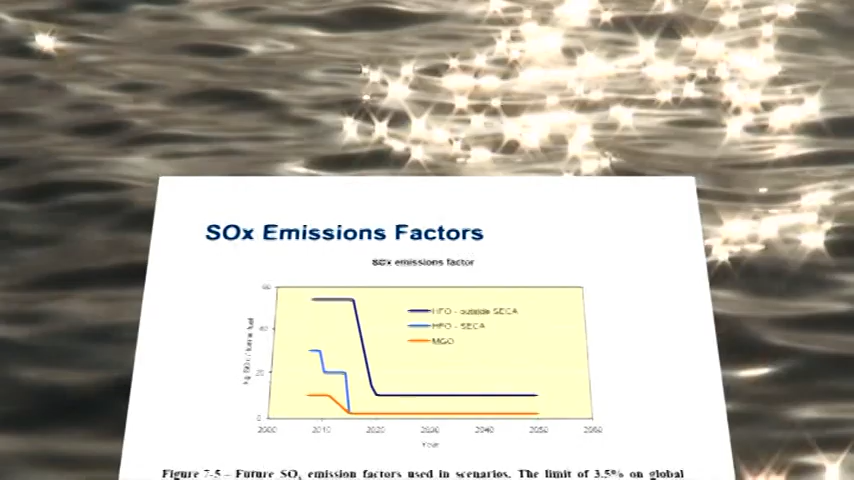 SOx Emissions Factors
SOx emissions factor
60
40
20
0
HFO - outside SECA
HFO - SECA
MGO
2000 2010 2020 2030 2040 2050 2060
Year
Figure 7-5 – Future SOx emission factors used in scenarios. The limit of 3.5% on global